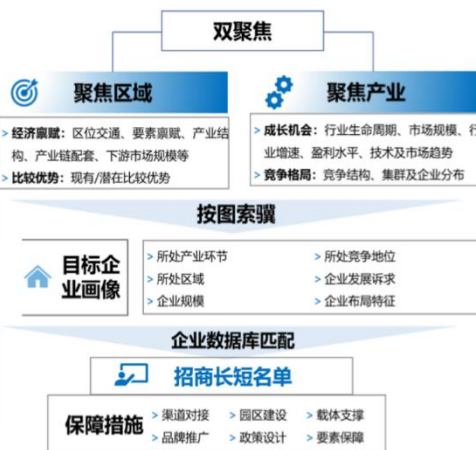 双聚焦
聚焦区域
聚焦产业
> 经济禀赋：区位交通、要素禀赋、产业结
构、产业链配套、下游市场规模等
> 比较优势：现有/潜在比较优势
> 成长机会：行业生命周期、市场规模、行
业增速、盈利水平、技术及市场趋势
> 竞争格局：竞争结构、集群及企业分布
按图索骥
目标企
业画像
> 所处产业环节
> 所处区域
> 企业规模
> 所处竞争地位
> 企业发展诉求
> 企业布局特征
企业数据库匹配
招商长短名单
保障措施
> 渠道对接 > 园区建设 > 载体支撑
> 品牌推广 > 政策设计 > 要素保障